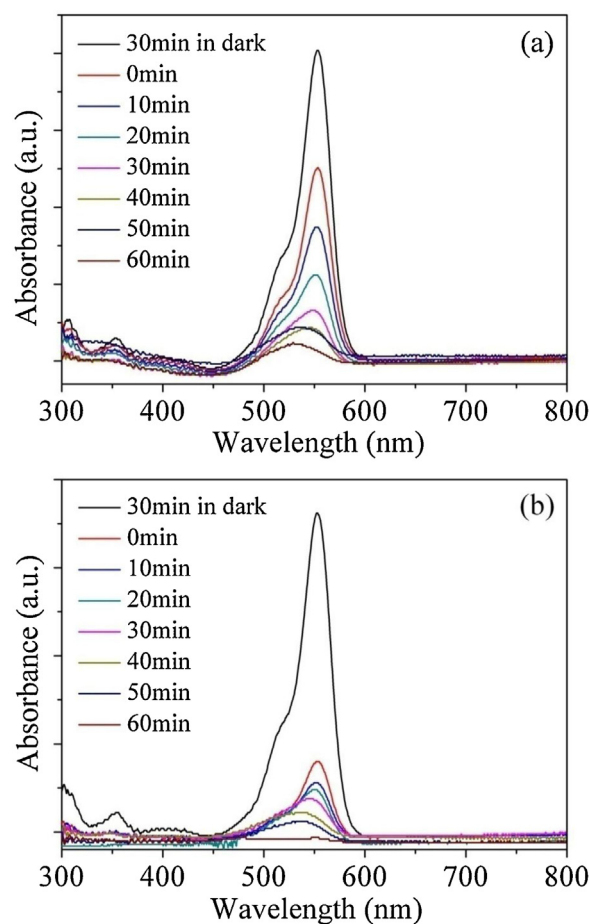 (a)
30min in dark
0min
10min
20min
30min
40min
50min
60min
Absorbance (a.u.)
300 400 500 600 700 800
Wavelength (nm)
(b)
30min in dark
0min
10min
20min
30min
40min
50min
60min
Absorbance (a.u.)
300 400 500 600 700 800
Wavelength (nm)